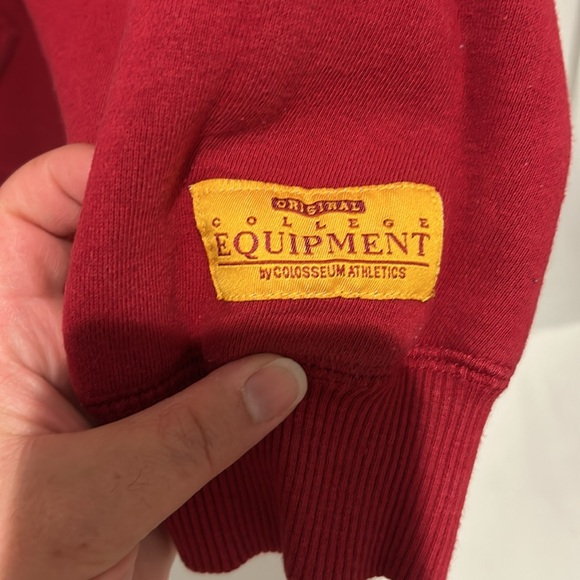 ORIGINAL
COLLEGE
EQUIPMENT
by COLOSSEUM ATHLETICS